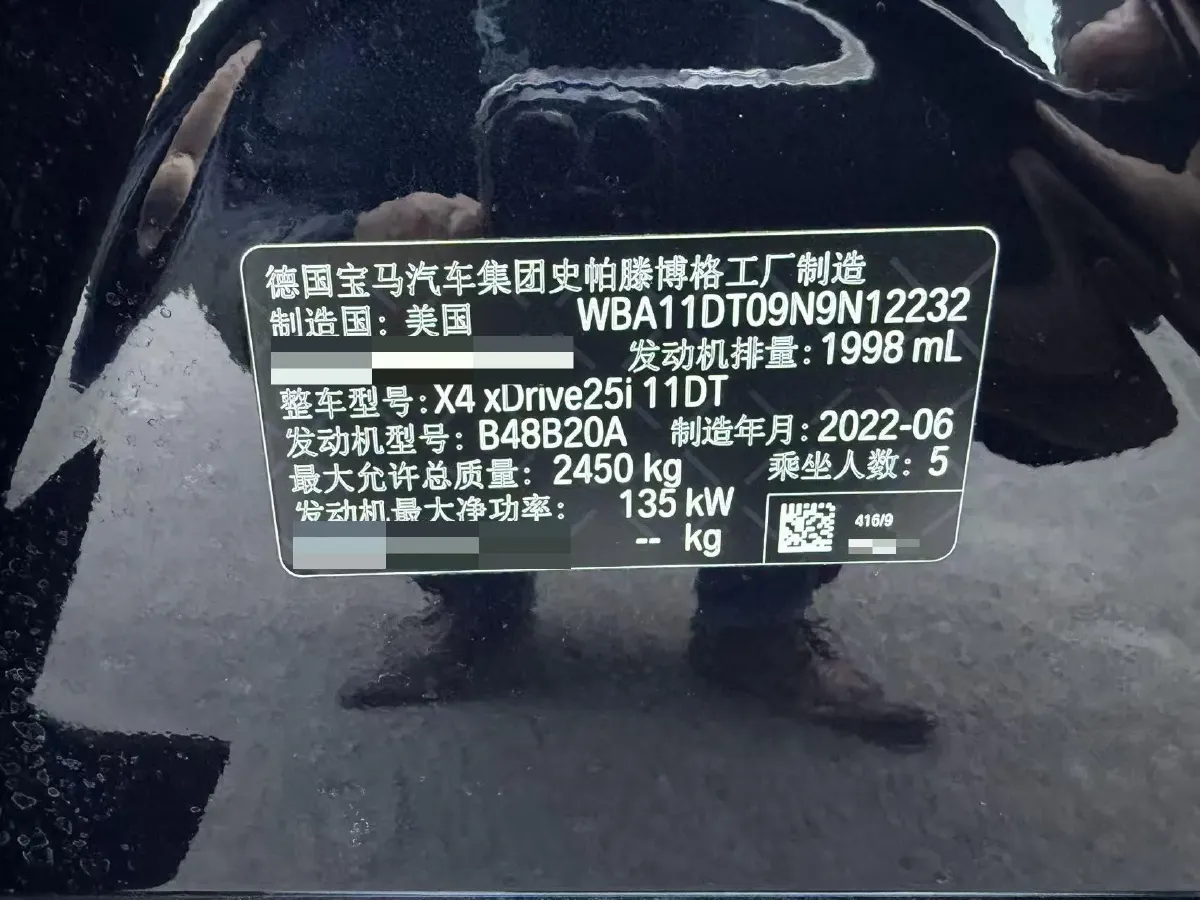 德国宝马汽车集团史帕滕博格工厂制造
制造国：美国 WBA11DT09N9N12232
发动机排量：1998 mL
整车型号：X4 xDrive25i 11DT
发动机型号：B48B20A 制造年月：2022-06
最大允许总质量：2450 kg 乘坐人数：5
发动机最大净功率：135 kW
-- kg
416/9